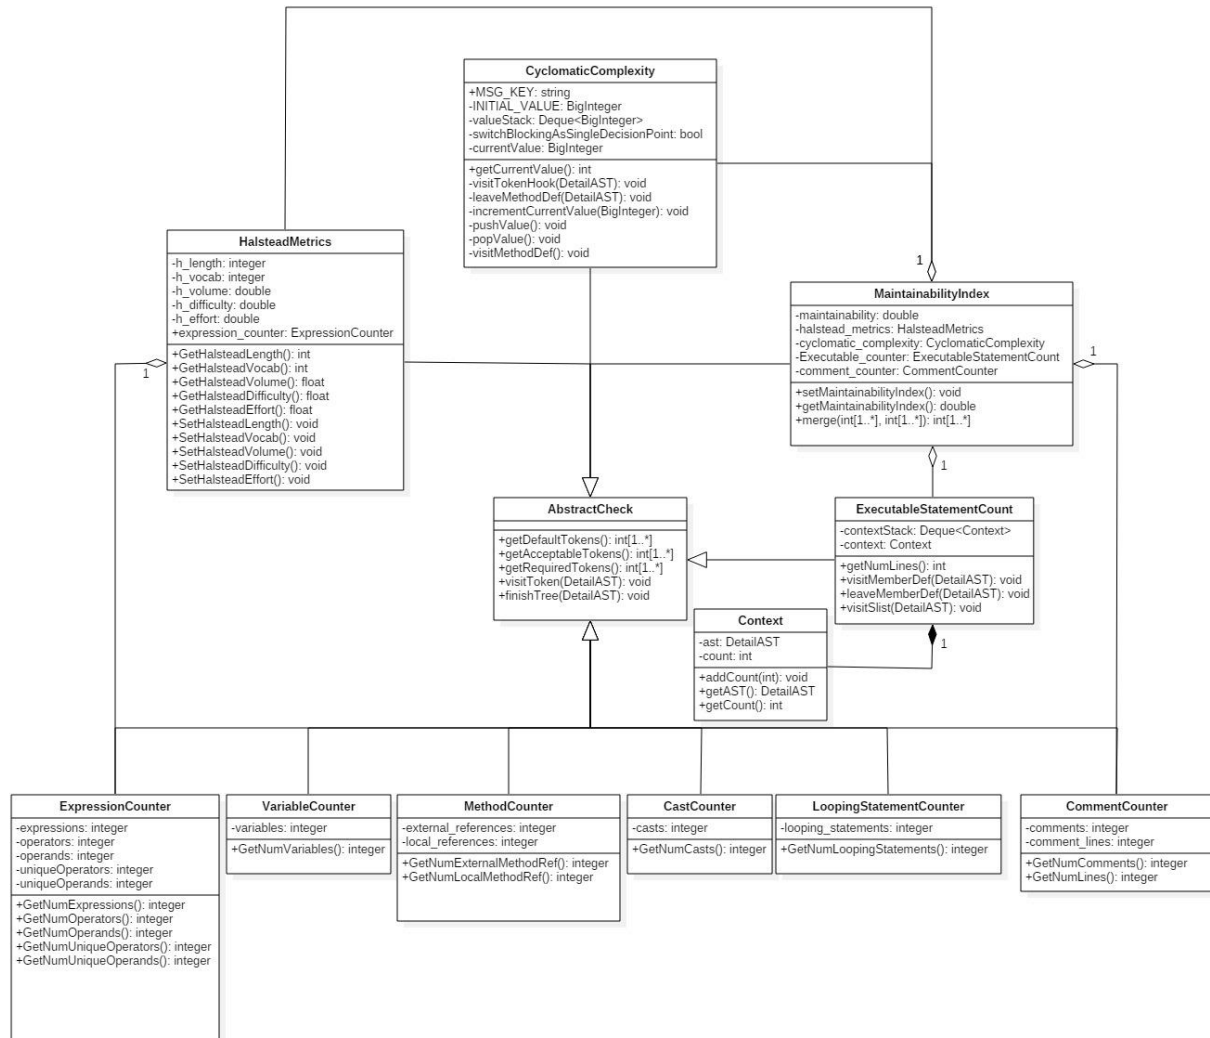 CyclomaticComplexity
+MSG_KEY: string
-INITIAL_VALUE: BigInteger
-valueStack: Deque<BigInteger>
-switchBlockingAsSingleDecisionPoint: bool
-currentValue: BigInteger
+getCurrentValue(): int
-visitTokenHook(DetailAST): void
-leaveMethodDef(DetailAST): void
-incrementCurrentValue(BigInteger): void
-pushValue(): void
-popValue(): void
-visitMethodDef(): void
HalsteadMetrics
-h_length: integer
-h_vocab: integer
-h_volume: double
-h_difficulty: double
-h_effort: double
+expression_counter: ExpressionCounter
+GetHalsteadLength(): int
+GetHalsteadVocab(): int
+GetHalsteadVolume(): float
+GetHalsteadDifficulty(): float
+GetHalsteadEffort(): float
+SetHalsteadLength(): void
+SetHalsteadVocab(): void
+SetHalsteadVolume(): void
+SetHalsteadDifficulty(): void
+SetHalsteadEffort(): void
1
1
MaintainabilityIndex
-maintainability: double
-halstead_metrics: HalsteadMetrics
-cyclomatic_complexity: CyclomaticComplexity
-Executable_counter: ExecutableStatementCount
-comment_counter: CommentCounter
+setMaintainabilityIndex(): void
+getMaintainabilityIndex(): double
+merge(int[1..*], int[1..*]): int[1..*]
1
1
AbstractCheck
+getDefaultTokens(): int[1..*]
+getAcceptableTokens(): int[1..*]
+getRequiredTokens(): int[1..*]
+visitToken(DetailAST): void
+finishTree(DetailAST): void
ExecutableStatementCount
-contextStack: Deque<Context>
-context: Context
+getNumLines(): int
+visitMemberDef(DetailAST): void
+leaveMemberDef(DetailAST): void
+visitSlist(DetailAST): void
1
Context
-ast: DetailAST
-count: int
+addCount(int): void
+getAST(): DetailAST
+getCount(): int
ExpressionCounter
-expressions: integer
-operators: integer
-operands: integer
-uniqueOperators: integer
-uniqueOperands: integer
+GetNumExpressions(): integer
+GetNumOperators(): integer
+GetNumOperands(): integer
+GetNumUniqueOperators(): integer
+GetNumUniqueOperands(): integer
VariableCounter
-variables: integer
+GetNumVariables(): integer
MethodCounter
-external_references: integer
-local_references: integer
+GetNumExternalMethodRef(): integer
+GetNumLocalMethodRef(): integer
CastCounter
-casts: integer
+GetNumCasts(): integer
LoopingStatementCounter
-looping_statements: integer
+GetNumLoopingStatements(): integer
CommentCounter
-comments: integer
-comment_lines: integer
+GetNumComments(): integer
+GetNumLines(): integer